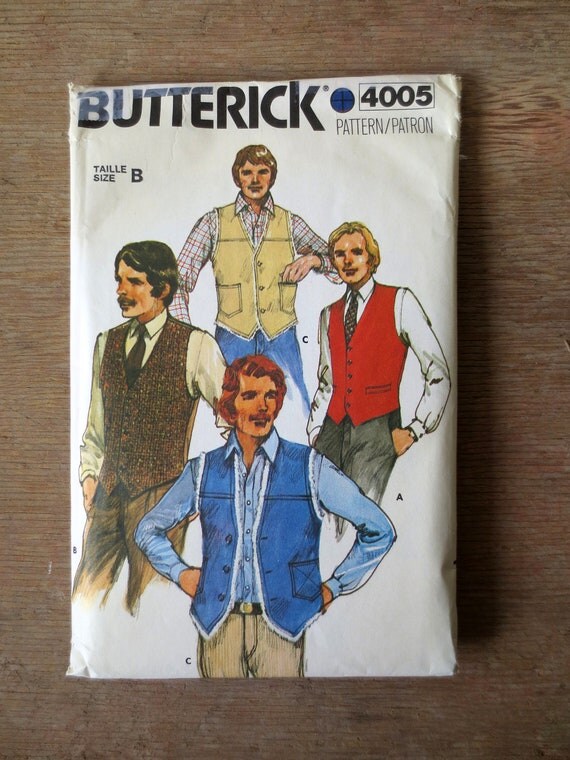 BUTTERICK® 4005
PATTERN/PATRON
TAILLE
SIZE B
C
A
B
C